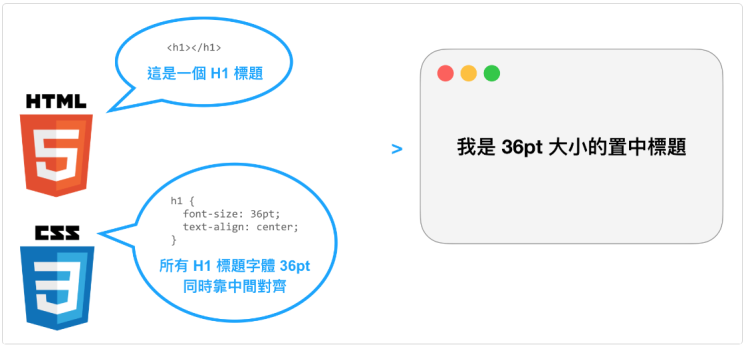 <h1></h1>
這是一個 H1 標題
HTML
5
h1 {
  font-size: 36pt;
  text-align: center;
}
所有 H1 標題字體 36pt
同時靠中間對齊
CSS
3
>
我是 36pt 大小的置中標題